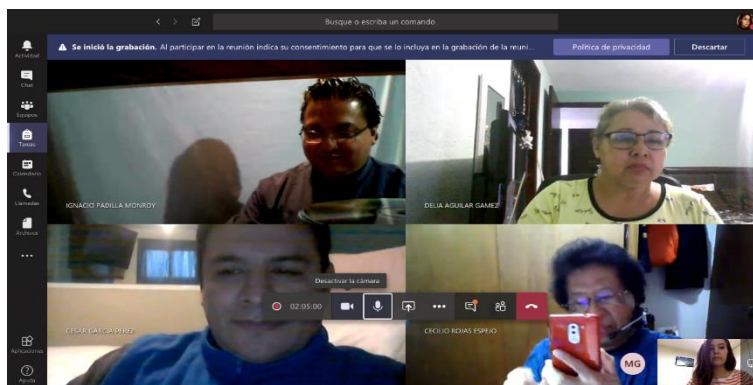 Busque o escriba un comando
Se inició la grabación. Al participar en la reunión indica su consentimiento para que se lo incluya en la grabación de la reuni...
Política de privacidad
Descartar
Actividad
Chat
Equipos
Tareas
Calendario
Llamadas
Archivos
Aplicaciones
Ayuda
IGNACIO PADILLA MONROY
DELIA AGUILAR GAMEZ
Desactivar la cámara
02:05:00
CESAR GARCIA PEREZ
CECILIO ROJAS ESPEJO
MG